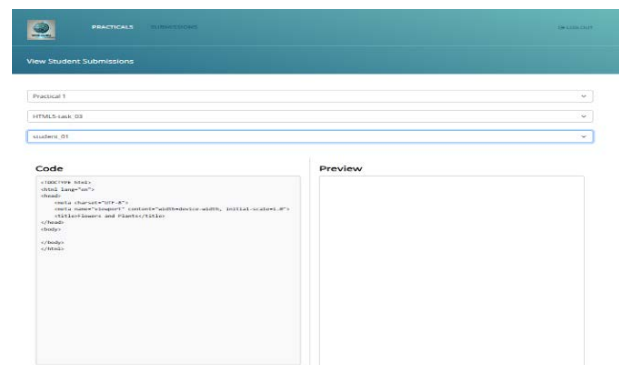 PRACTICALS SUBMISSIONS
View Student Submissions
Practical 1
HTML5-task_03
student_01
Code
Preview
<!DOCTYPE html>
<html lang="en">
<head>
<meta charset="UTF-8">
<meta name="viewport" content="width=device-width, initial-scale=1.0">
<title>Flowers and Plants</title>
</head>
<body>
</body>
</html>